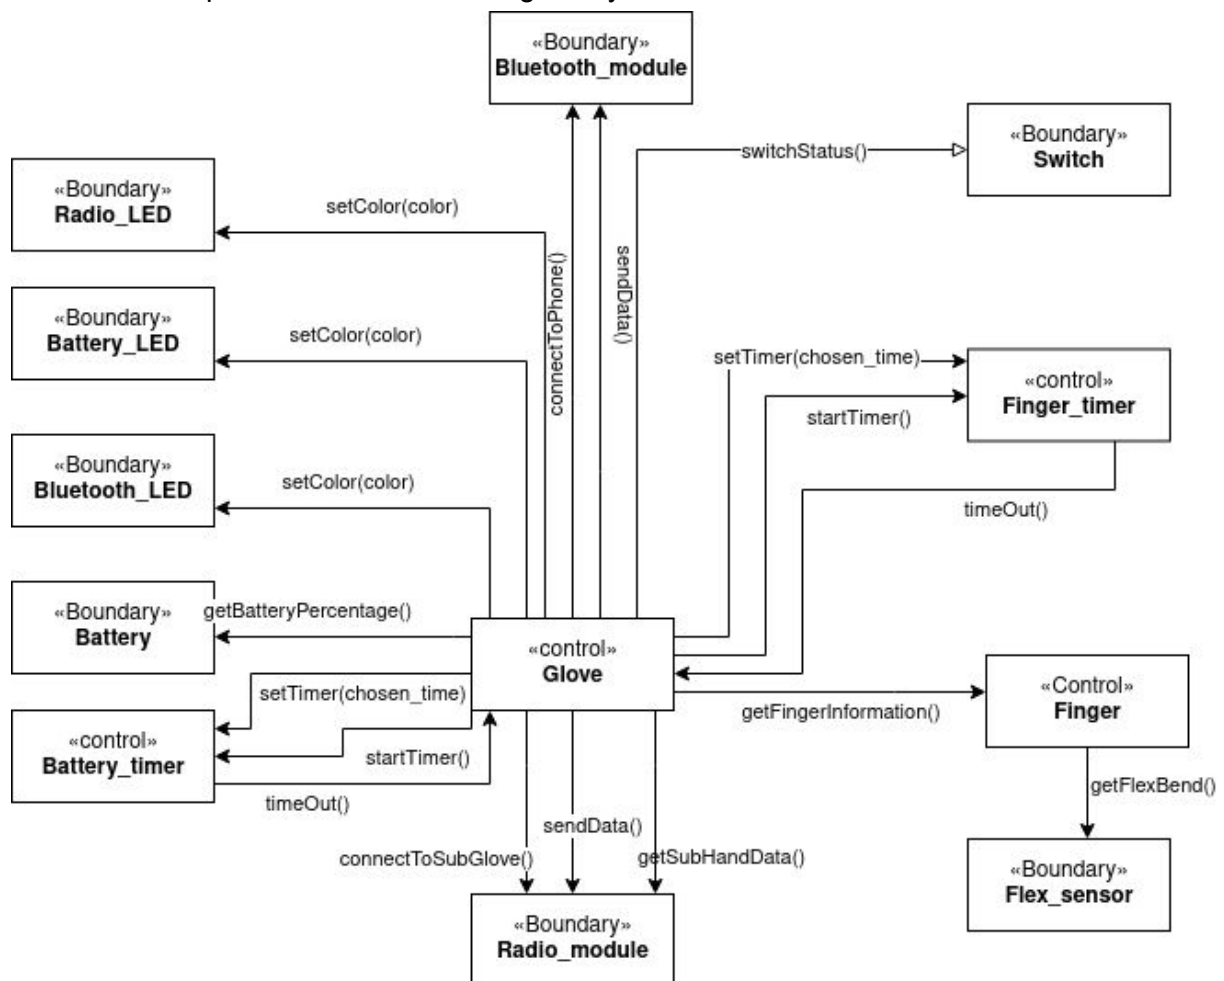 «Boundary»
Bluetooth_module
«Boundary»
Switch
switchStatus()
«Boundary»
Radio_LED
setColor(color)
connectToPhone()
sendData()
«Boundary»
Battery_LED
setColor(color)
setTimer(chosen_time)
«control»
Finger_timer
startTimer()
timeOut()
«Boundary»
Bluetooth_LED
setColor(color)
«Boundary»
Battery
getBatteryPercentage()
«control»
Glove
setTimer(chosen_time)
«control»
Battery_timer
startTimer()
timeOut()
getFingerInformation()
«Control»
Finger
getFlexBend()
«Boundary»
Flex_sensor
connectToSubGlove()
sendData()
getSubHandData()
«Boundary»
Radio_module